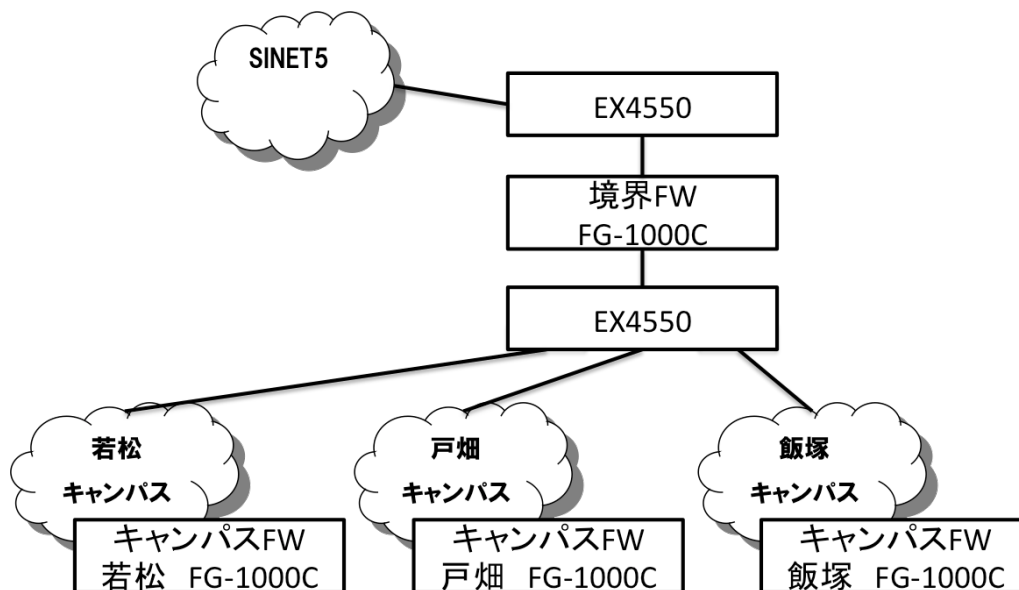 SINET5
EX4550
境界FW
FG-1000C
EX4550
若松
キャンパス
戸畑
キャンパス
飯塚
キャンパス
キャンパスFW
若松 FG-1000C
キャンパスFW
戸畑 FG-1000C
キャンパスFW
飯塚 FG-1000C